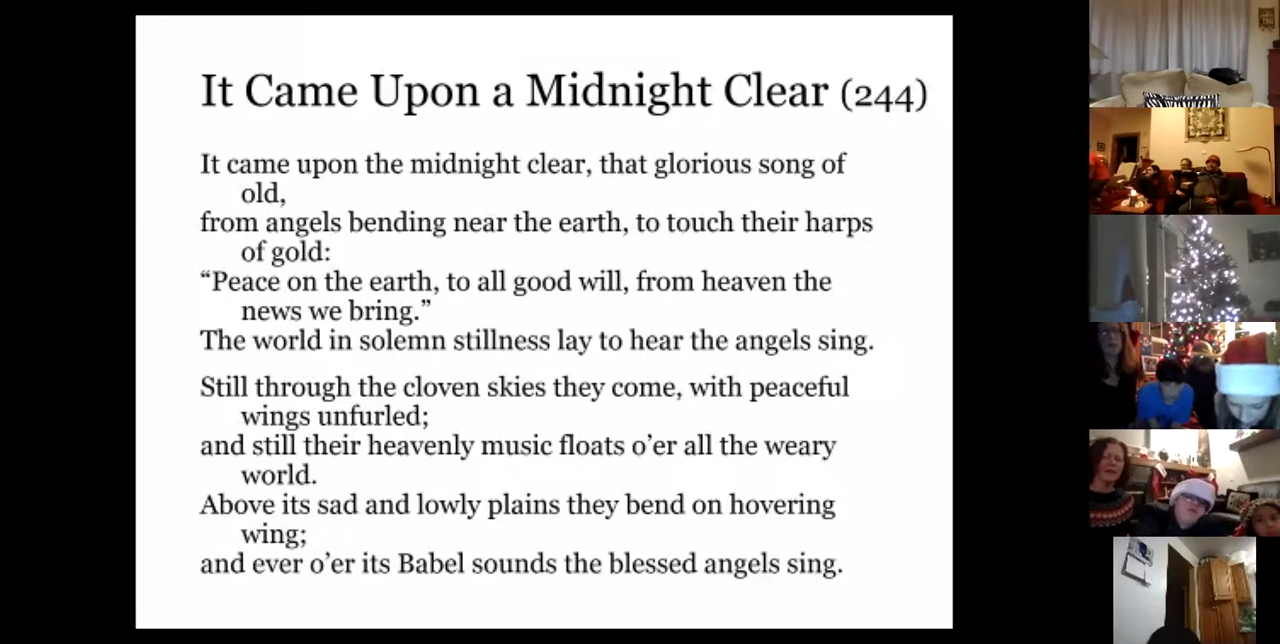 It Came Upon a Midnight Clear (244)
It came upon the midnight clear, that glorious song of
old,
from angels bending near the earth, to touch their harps
of gold:
“Peace on the earth, to all good will, from heaven the
news we bring.”
The world in solemn stillness lay to hear the angels sing.
Still through the cloven skies they come, with peaceful
wings unfurled;
and still their heavenly music floats o’er all the weary
world.
Above its sad and lowly plains they bend on hovering
wing;
and ever o’er its Babel sounds the blessed angels sing.